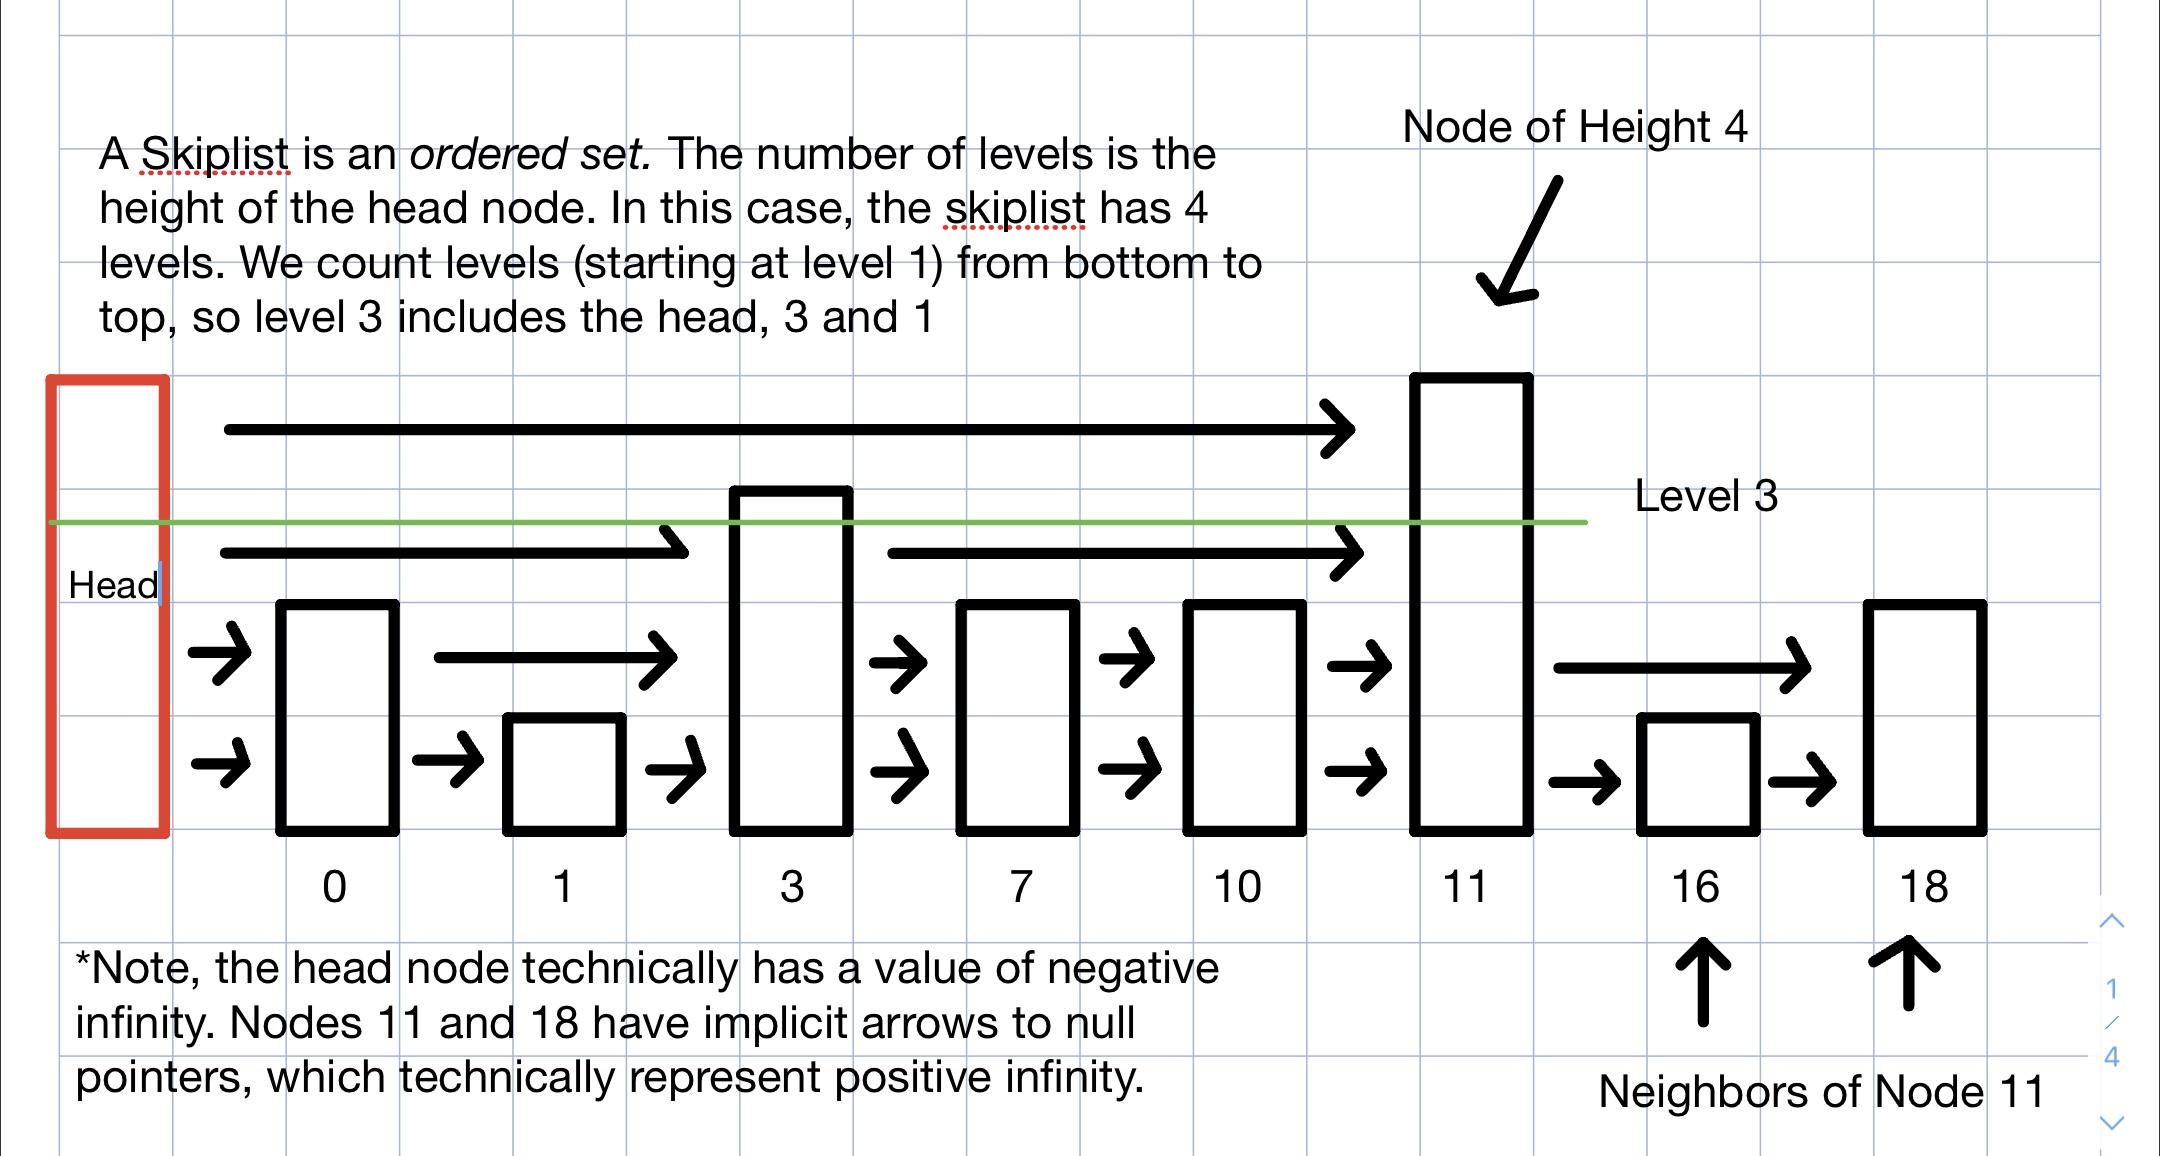 Node of Height 4
A Skiplist is an ordered set. The number of levels is the
height of the head node. In this case, the skiplist has 4
levels. We count levels (starting at level 1) from bottom to
top, so level 3 includes the head, 3 and 1
Level 3
Head
0 1 3 7 10 11 16 18
*Note, the head node technically has a value of negative
infinity. Nodes 11 and 18 have implicit arrows to null
pointers, which technically represent positive infinity.
Neighbors of Node 11
1
/
4